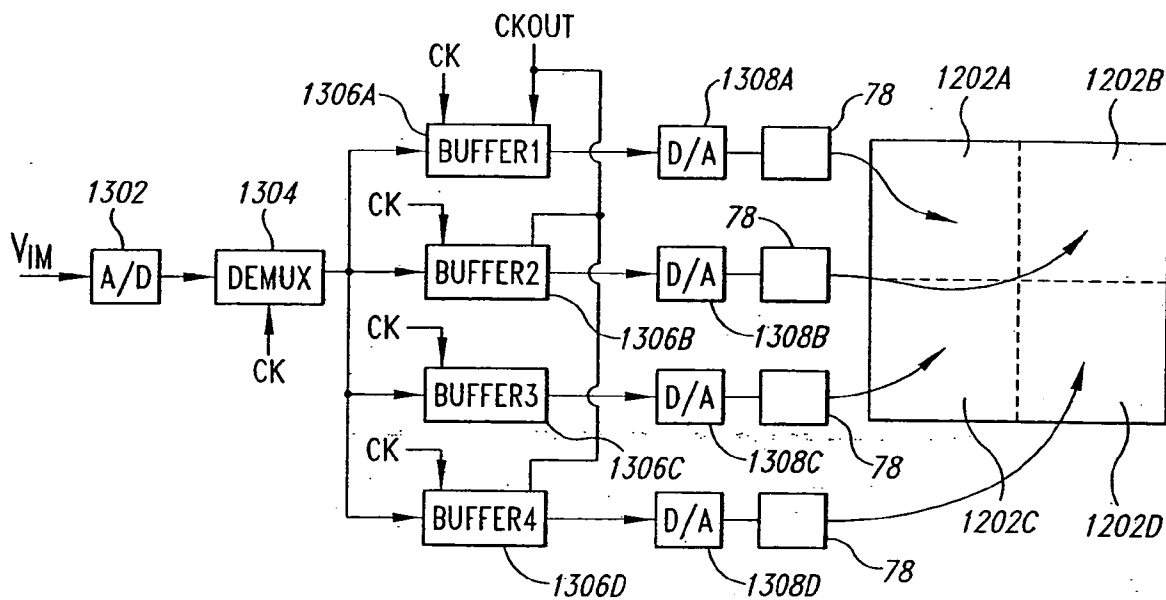 CKOUT
CK
1306A
1308A
78
1202A
1202B
BUFFER1
D/A
1302
1304
CK
78
VIM
A/D
DEMUX
BUFFER2
D/A
CK
1306B
1308B
CK
BUFFER3
D/A
1306C
1308C
78
CK
BUFFER4
D/A
1202C
1202D
1306D
1308D
78